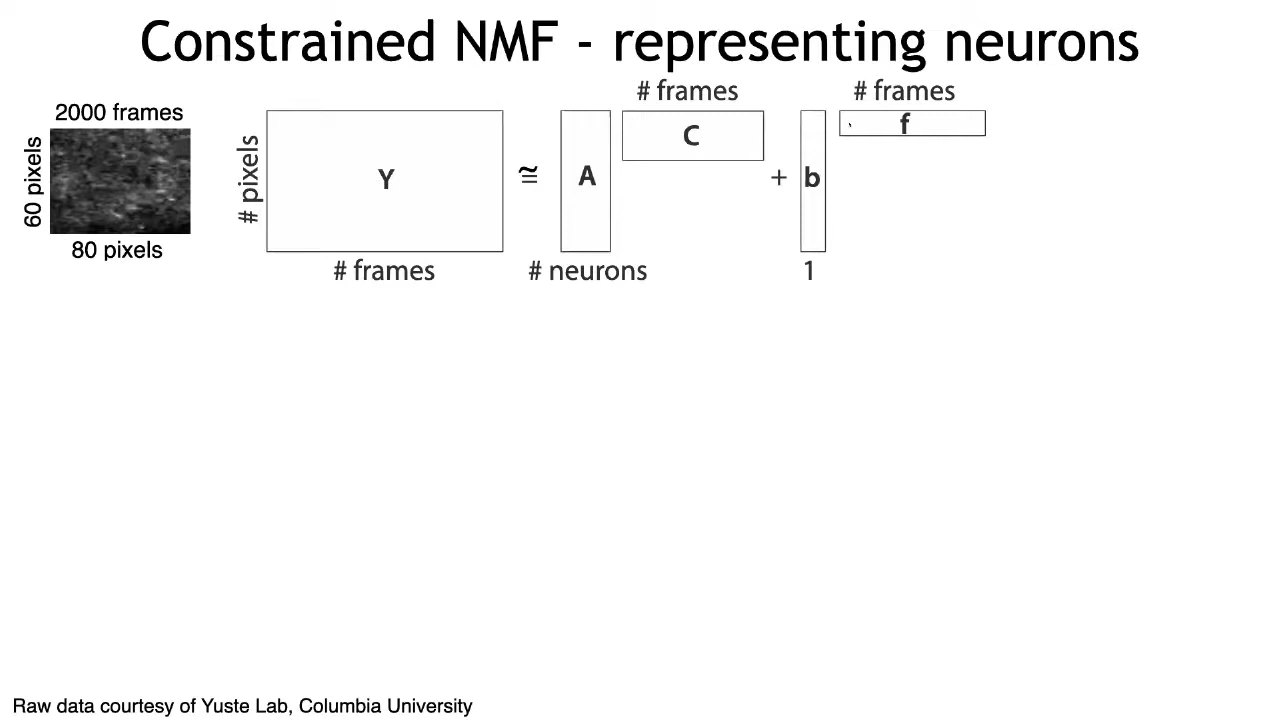 Constrained NMF - representing neurons
# frames
# frames
2000 frames
60 pixels
80 pixels
# pixels
Y
≅
A
C
+
b
f
# frames
# neurons
1
Raw data courtesy of Yuste Lab, Columbia University